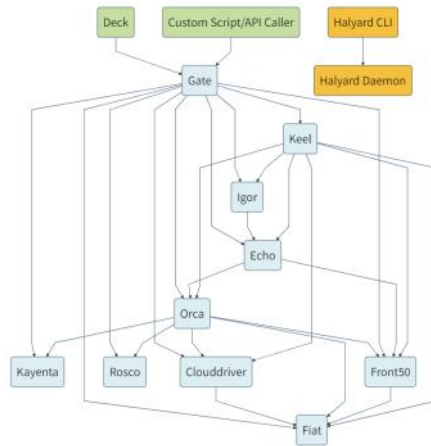 Deck
Custom Script/API Caller
Halyard CLI
Gate
Halyard Daemon
Keel
Igor
Echo
Orca
Kayenta
Rosco
Clouddriver
Front50
Fiat